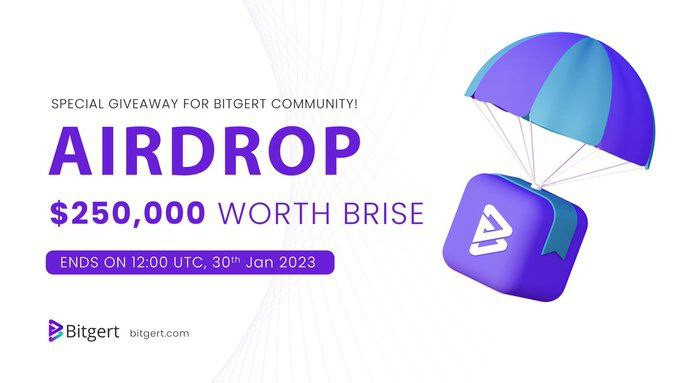 SPECIAL GIVEAWAY FOR BITGERT COMMUNITY!
AIRDROP
$250,000 WORTH BRISE
ENDS ON 12:00 UTC, 30th Jan 2023
Bitgert bitgert.com